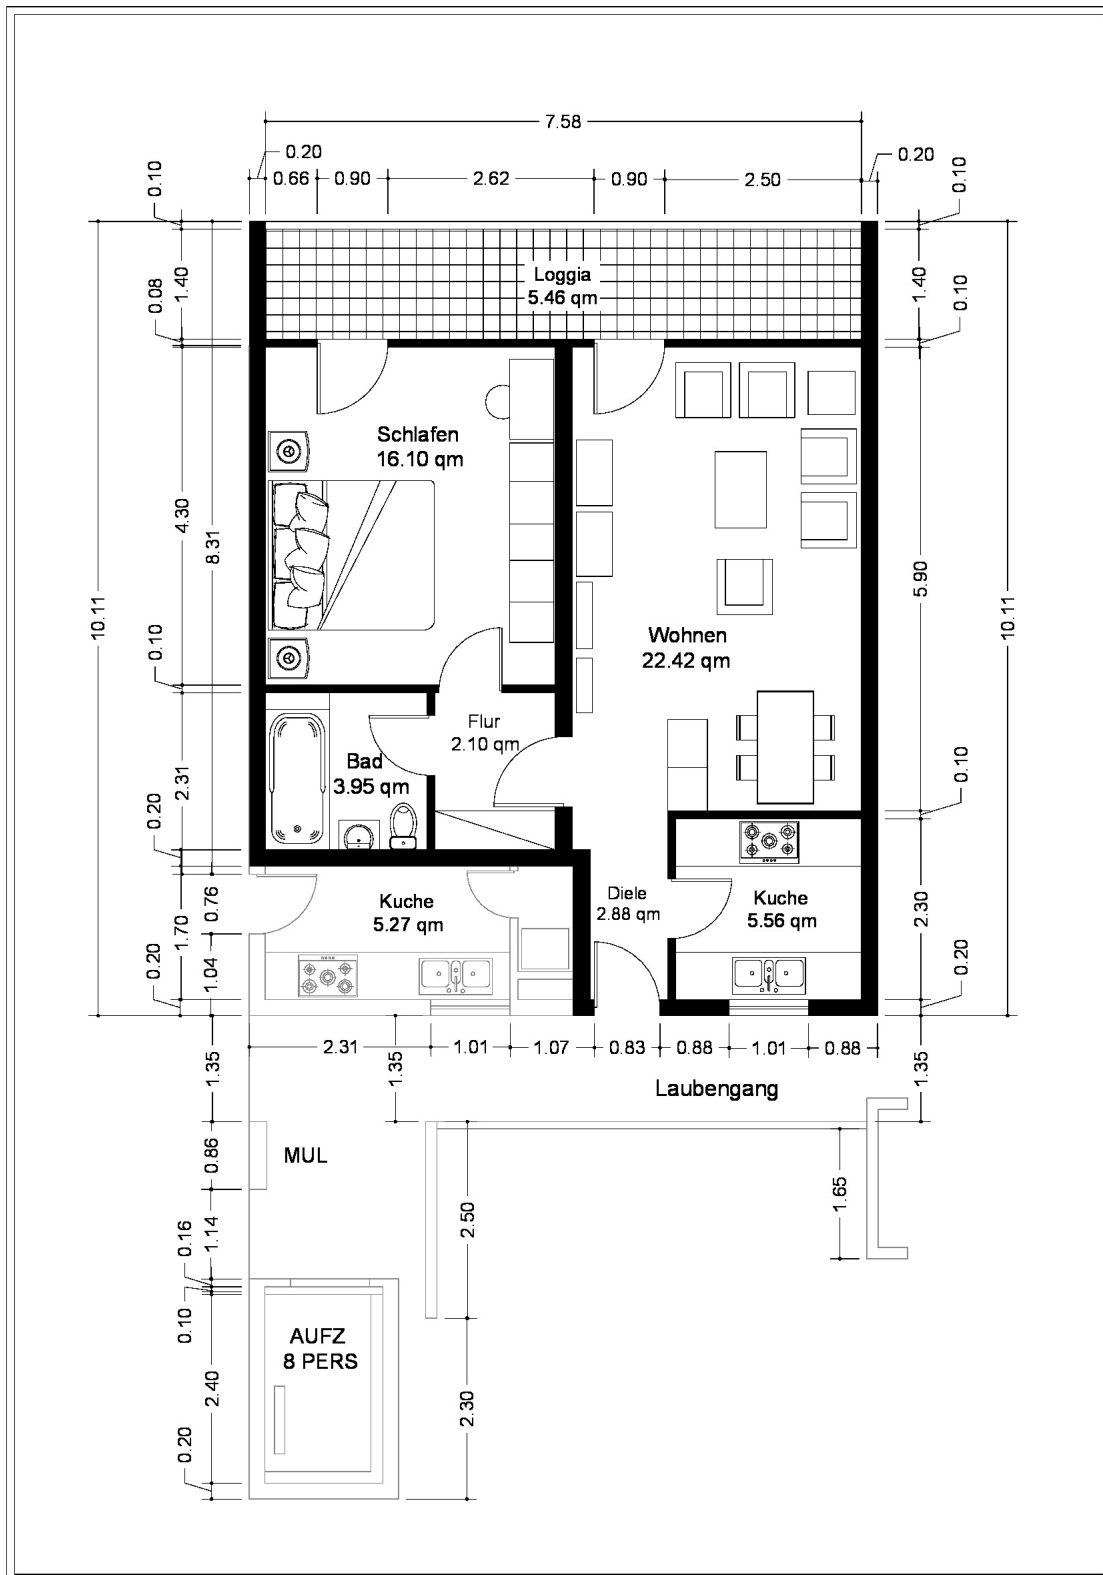 7.58
0.20
0.20
0.66
0.90
2.62
0.90
2.50
0.10
0.10
1.40
0.08
Loggia
5.46 qm
1.40
0.10
Schlafen
16.10 qm
4.30
8.31
10.11
5.90
10.11
0.10
Wohnen
22.42 qm
Flur
2.10 qm
Bad
3.95 qm
2.31
0.20
0.10
Kuche
5.27 qm
Diele
2.88 qm
Kuche
5.56 qm
0.76
1.70
1.04
0.20
2.30
0.20
2.31
1.01
1.07
0.83
0.88
1.01
0.88
1.35
1.35
1.35
Laubengang
0.86
MUL
1.14
0.16
0.10
2.50
1.65
AUFZ
8 PERS
2.40
2.30
0.20